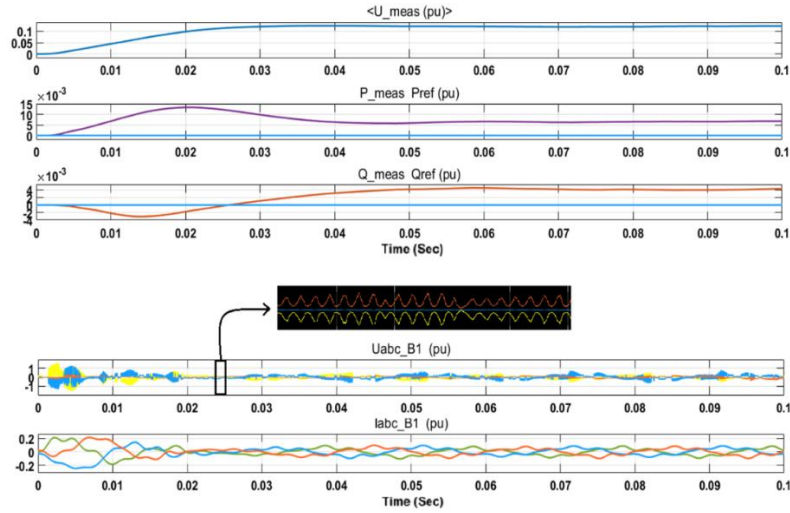 <U_meas (pu)>
0.1
0.05
0
0 0.01 0.02 0.03 0.04 0.05 0.06 0.07 0.08 0.09 0.1
×10⁻³ P_meas Pref (pu)
15
10
5
0
0 0.01 0.02 0.03 0.04 0.05 0.06 0.07 0.08 0.09 0.1
×10⁻³ Q_meas Qref (pu)
4
2
0
-2
-4
0 0.01 0.02 0.03 0.04 0.05 0.06 0.07 0.08 0.09 0.1
Time (Sec)
Uabc_B1 (pu)
1
0
-1
0 0.01 0.02 0.03 0.04 0.05 0.06 0.07 0.08 0.09 0.1
Iabc_B1 (pu)
0.2
0
-0.2
0 0.01 0.02 0.03 0.04 0.05 0.06 0.07 0.08 0.09 0.1
Time (Sec)